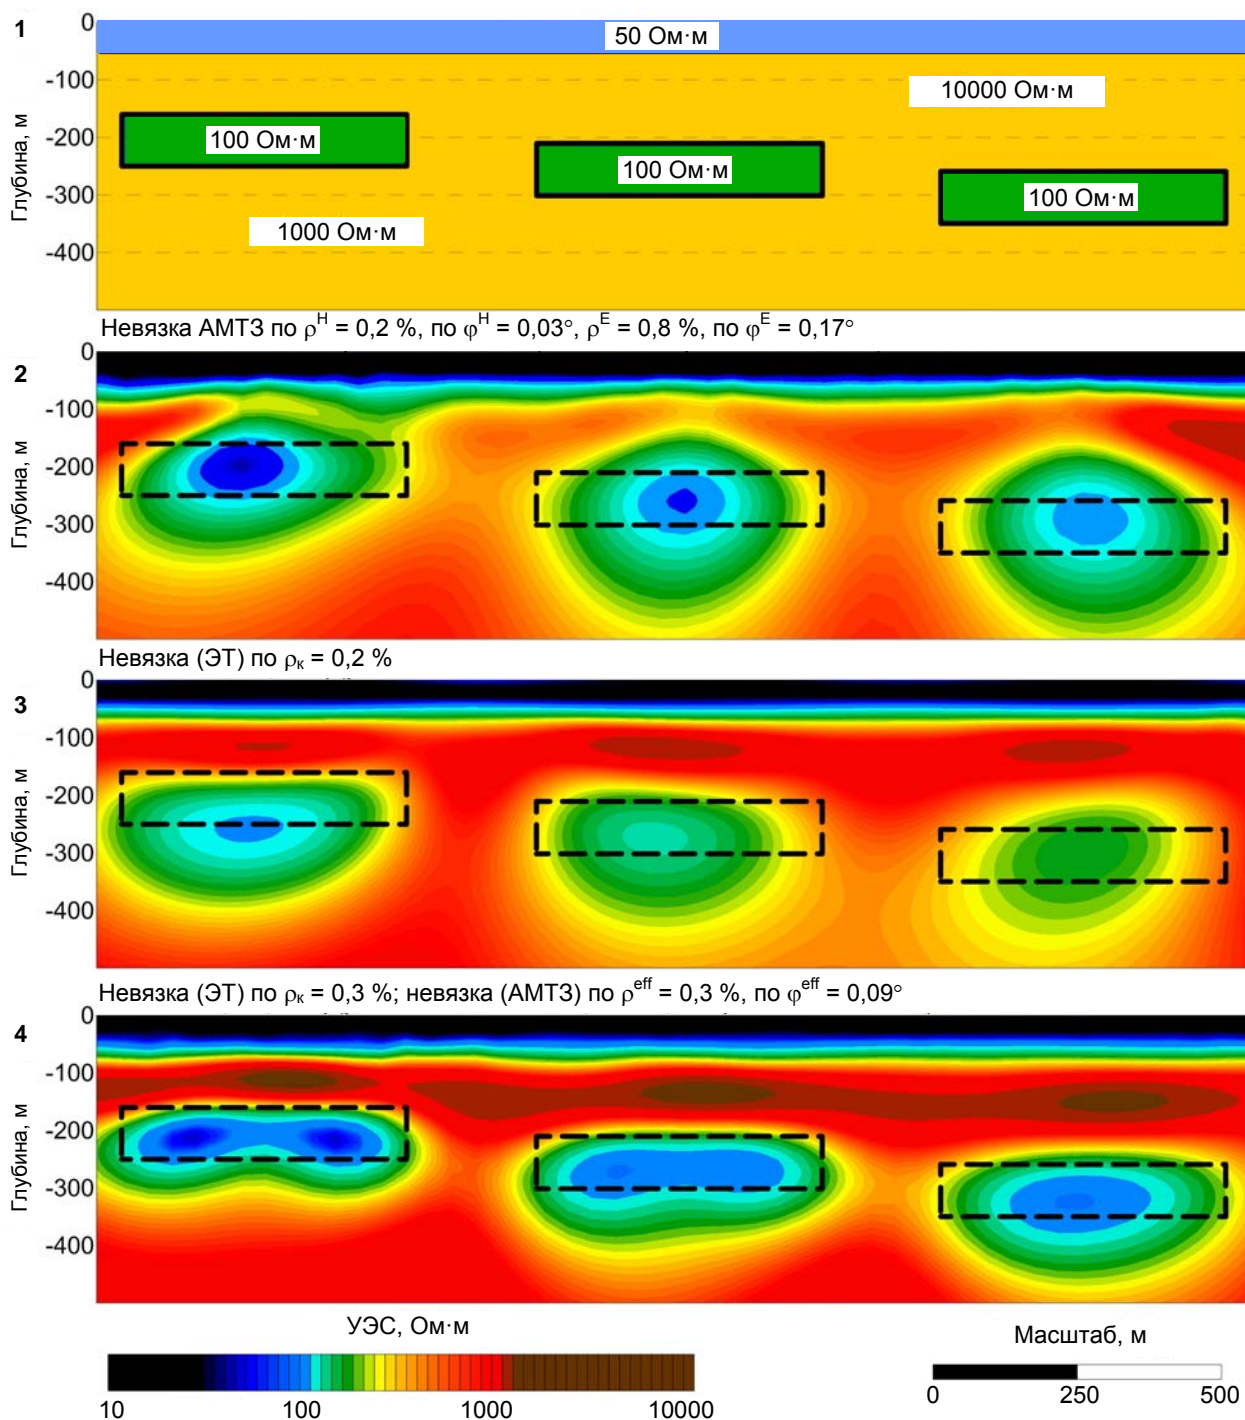 1
0
50 Ом·м
-100
10000 Ом·м
-200
100 Ом·м
100 Ом·м
100 Ом·м
-300
1000 Ом·м
-400
Глубина, м
Невязка АМТЗ по ρᴴ = 0,2 %, по φᴴ = 0,03°, ρᴱ = 0,8 %, по φᴱ = 0,17°
2
0
-100
-200
-300
-400
Глубина, м
Невязка (ЭТ) по ρк = 0,2 %
3
0
-100
-200
-300
-400
Глубина, м
Невязка (ЭТ) по ρк = 0,3 %; невязка (АМТЗ) по ρeff = 0,3 %, по φeff = 0,09°
4
0
-100
-200
-300
-400
Глубина, м
УЭС, Ом·м
10 100 1000 10000
Масштаб, м
0 250 500